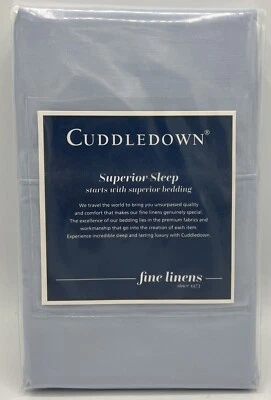 CUDDLEDOWN®
Superior Sleep
starts with superior bedding
We travel the world to bring you unsurpassed quality
and comfort that makes our fine linens genuinely special.
The excellence of our bedding lies in the premium fabrics and
workmanship that go into the creation of each item.
Experience incredible sleep and lasting luxury with Cuddledown.
fine linens
since 1973